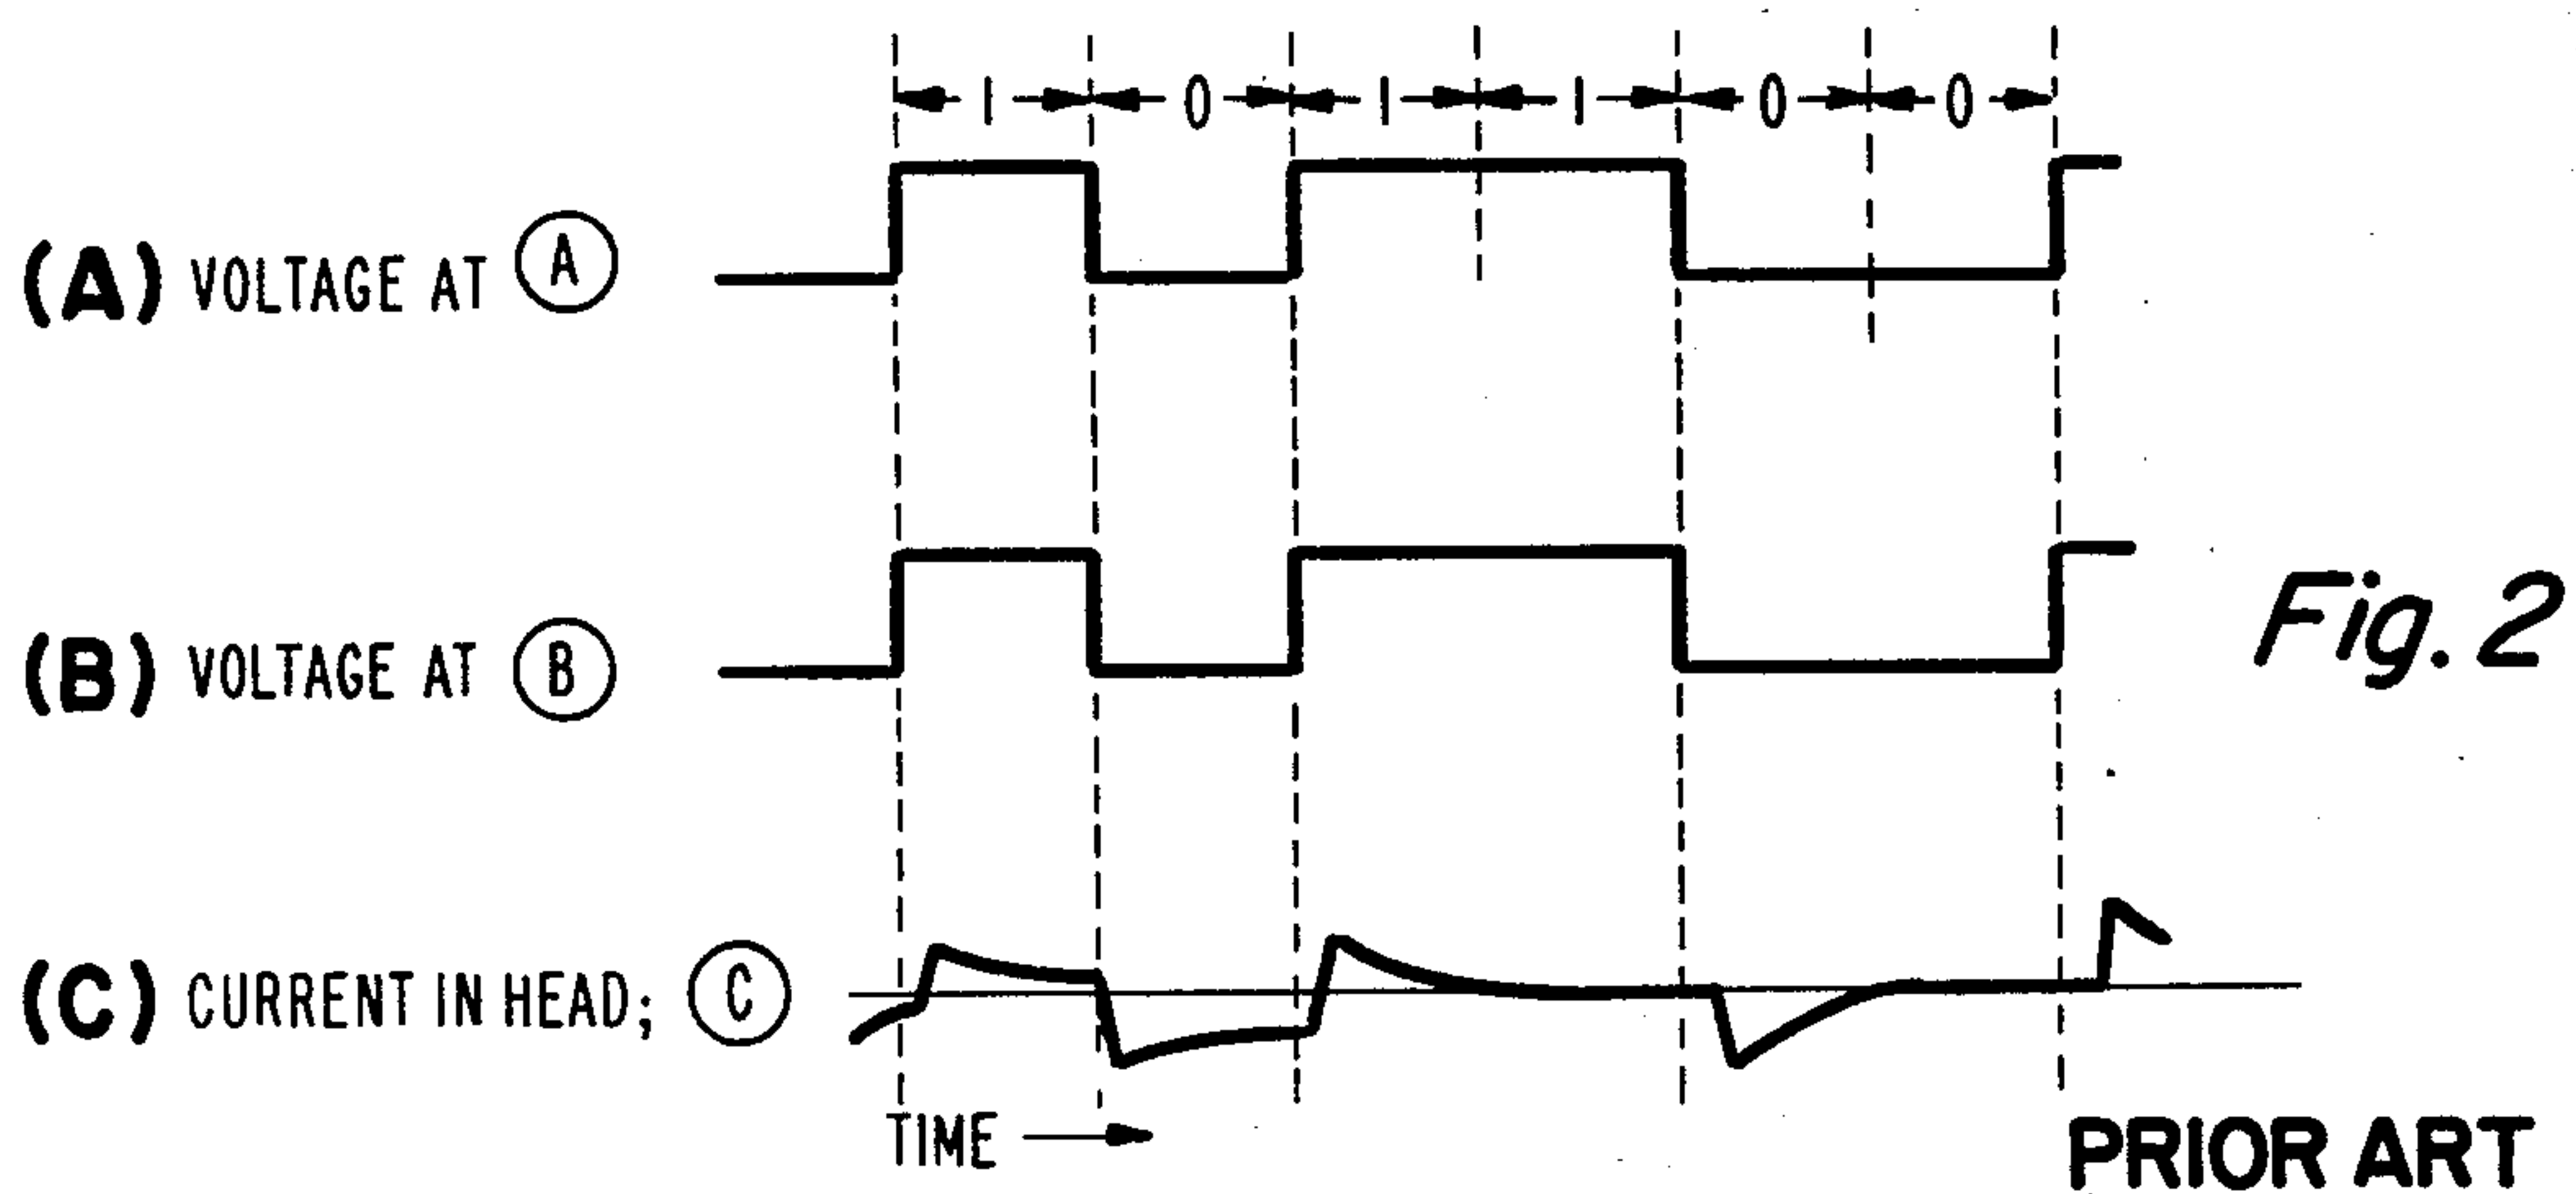 1 0 1 1 0 0
(A) VOLTAGE AT A
(B) VOLTAGE AT B
Fig. 2
(C) CURRENT IN HEAD; C
TIME
PRIOR ART